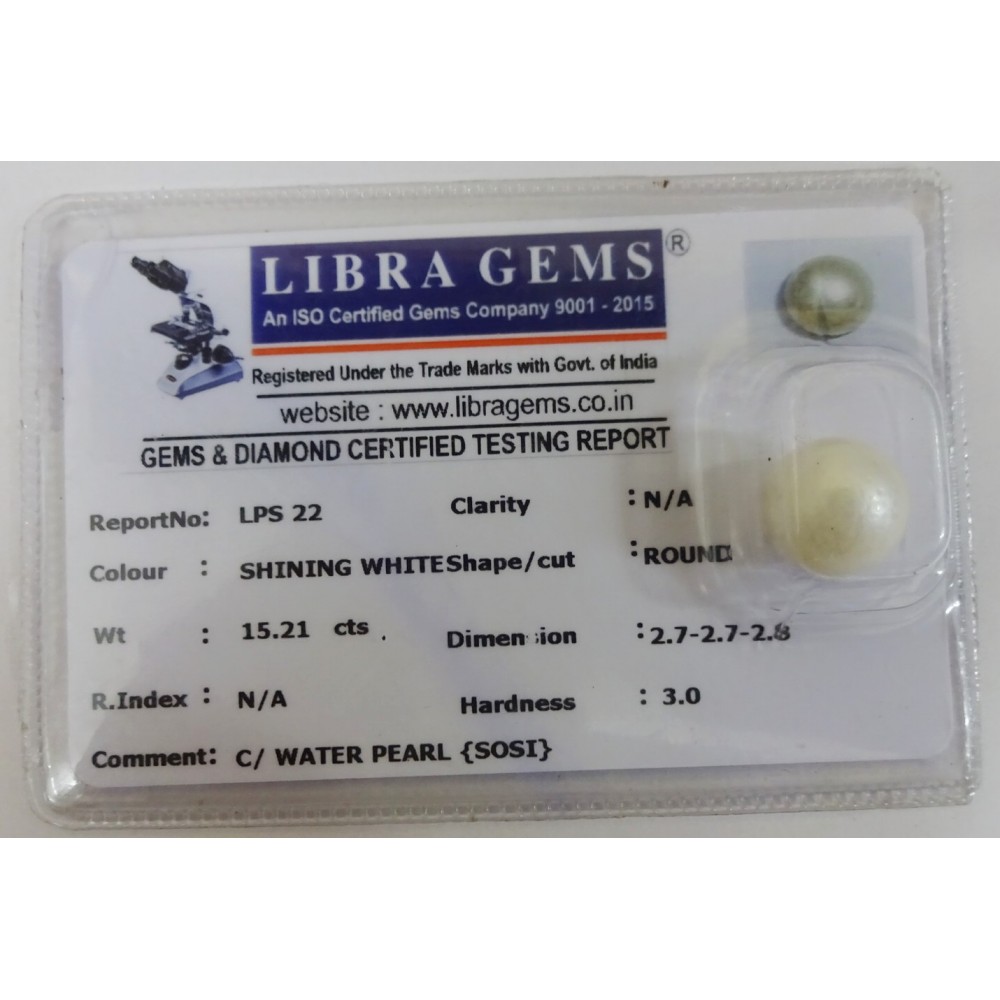 LIBRA GEMS ®
An ISO Certified Gems Company 9001 - 2015
Registered Under the Trade Marks with Govt. of India
website : www.libragems.co.in
GEMS & DIAMOND CERTIFIED TESTING REPORT
ReportNo: LPS 22 Clarity : N/A
Colour : SHINING WHITE Shape/cut : ROUND
Wt : 15.21 cts . Dimension : 2.7-2.7-2.8
R.Index : N/A Hardness : 3.0
Comment: C/ WATER PEARL {SOSI}